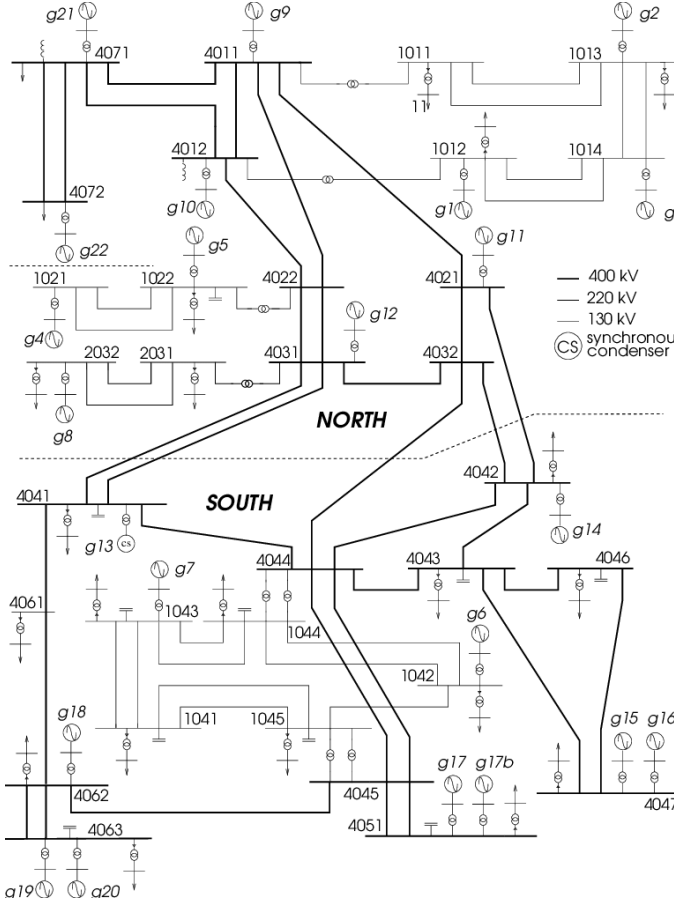 g21
g9
g2
4071
4011
1011
1013
11
4012
1012
1014
4072
g10
g1
g
g22
g5
g11
1021
1022
4022
4021
400 kV
220 kV
130 kV
CS synchronou
condenser
g4
g12
2032
2031
4031
4032
g8
NORTH
SOUTH
4042
4041
g13
cs
g14
4044
4043
4046
g7
4061
1043
1044
g6
1042
g18
1041
1045
g17
g17b
g15
g16
4062
4045
4047
4063
4051
g19
g20